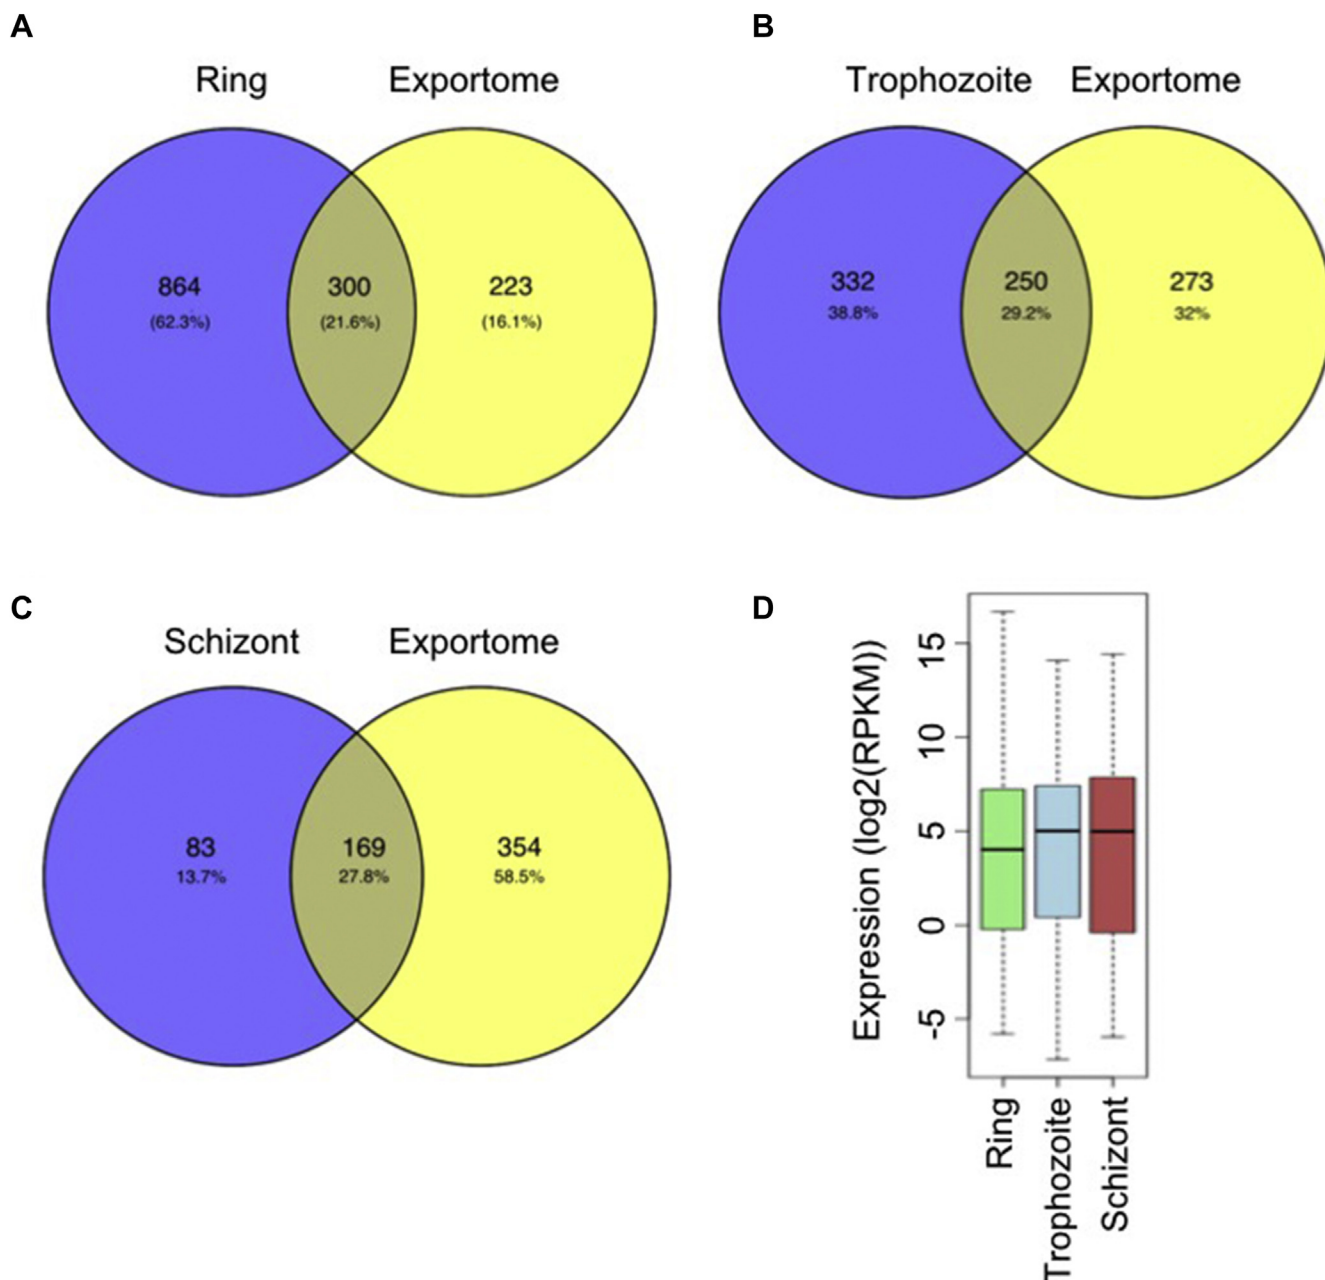 A
Ring Exportome
864 300 223
(62.3%) (21.6%) (16.1%)
B
Trophozoite Exportome
332 250 273
38.8% 29.2% 32%
C
Schizont Exportome
83 169 354
13.7% 27.8% 58.5%
D
Expression (log2(RPKM))
15
10
5
0
-5
Ring
Trophozoite
Schizont